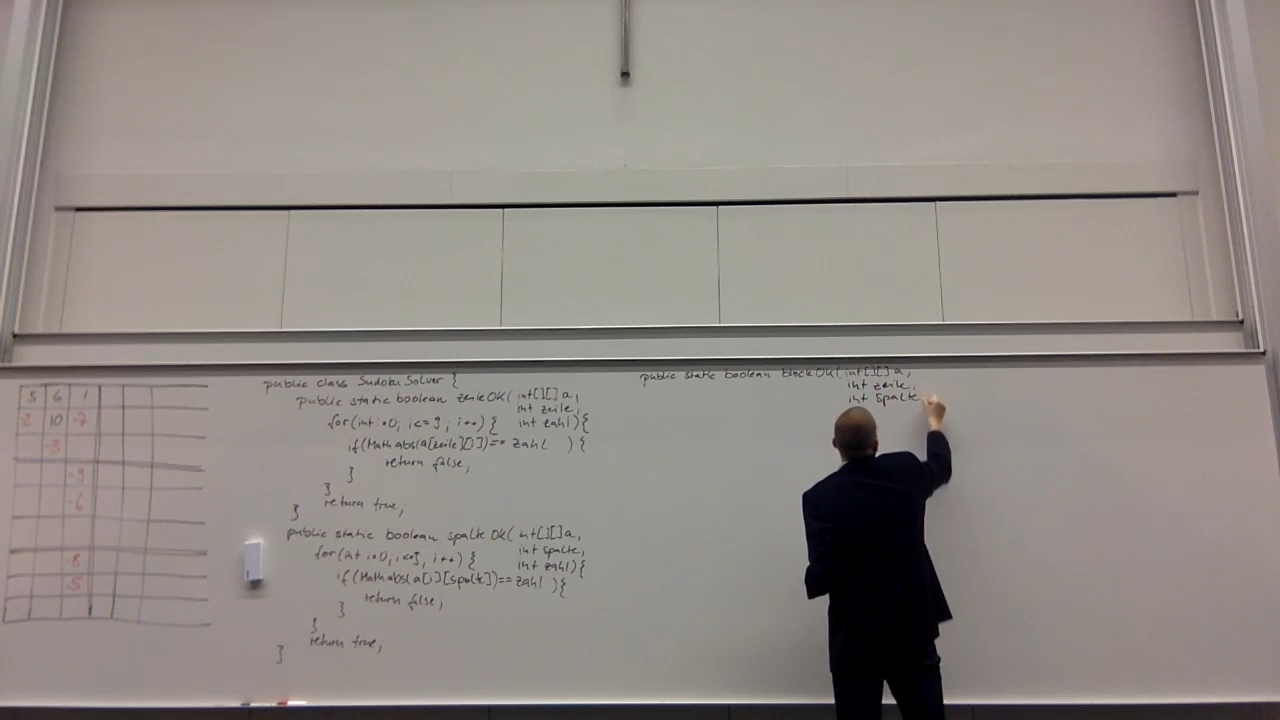 5 6 1
-2 10 -7
-3
-9
-6
-8
-5
public class SudokuSolver {
public static boolean zeileOK(int[][] a,
int zeile,
int zahl){
for(int i=0; i<=9; i++) {
if(Math.abs(a[zeile][i])== zahl ) {
return false;
}
}
return true;
}
public static boolean spalteOK(int[][] a,
int spalte,
int zahl){
for(int i=0; i<=9; i++) {
if(Math.abs(a[i][spalte])== zahl ){
return false;
}
}
return true;
}
public static boolean blockOK(int[][] a,
int zeile,
int spalte